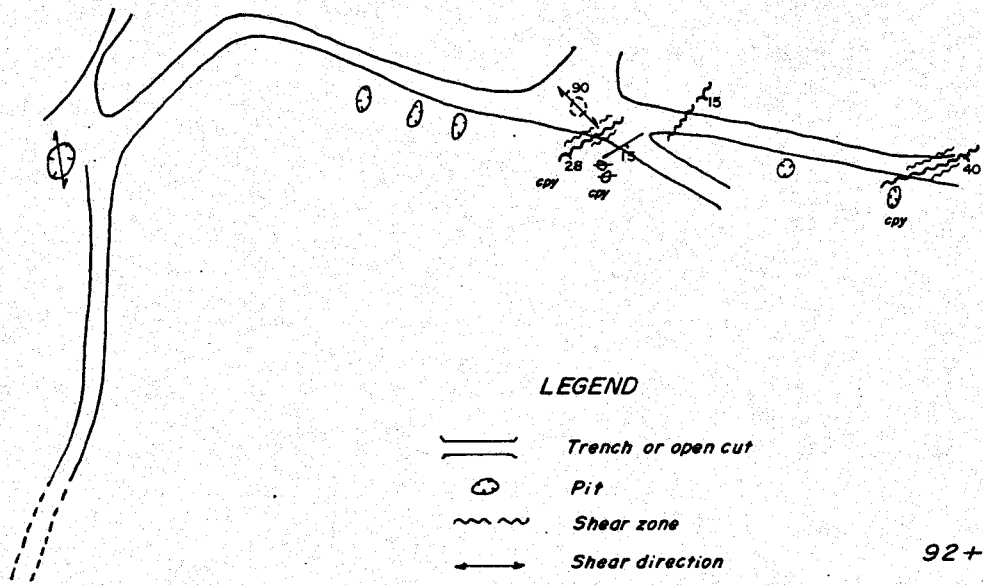 90
15
28
15
cpy
cpy
40
cpy
LEGEND
Trench or open cut
Pit
Shear zone
Shear direction
92+